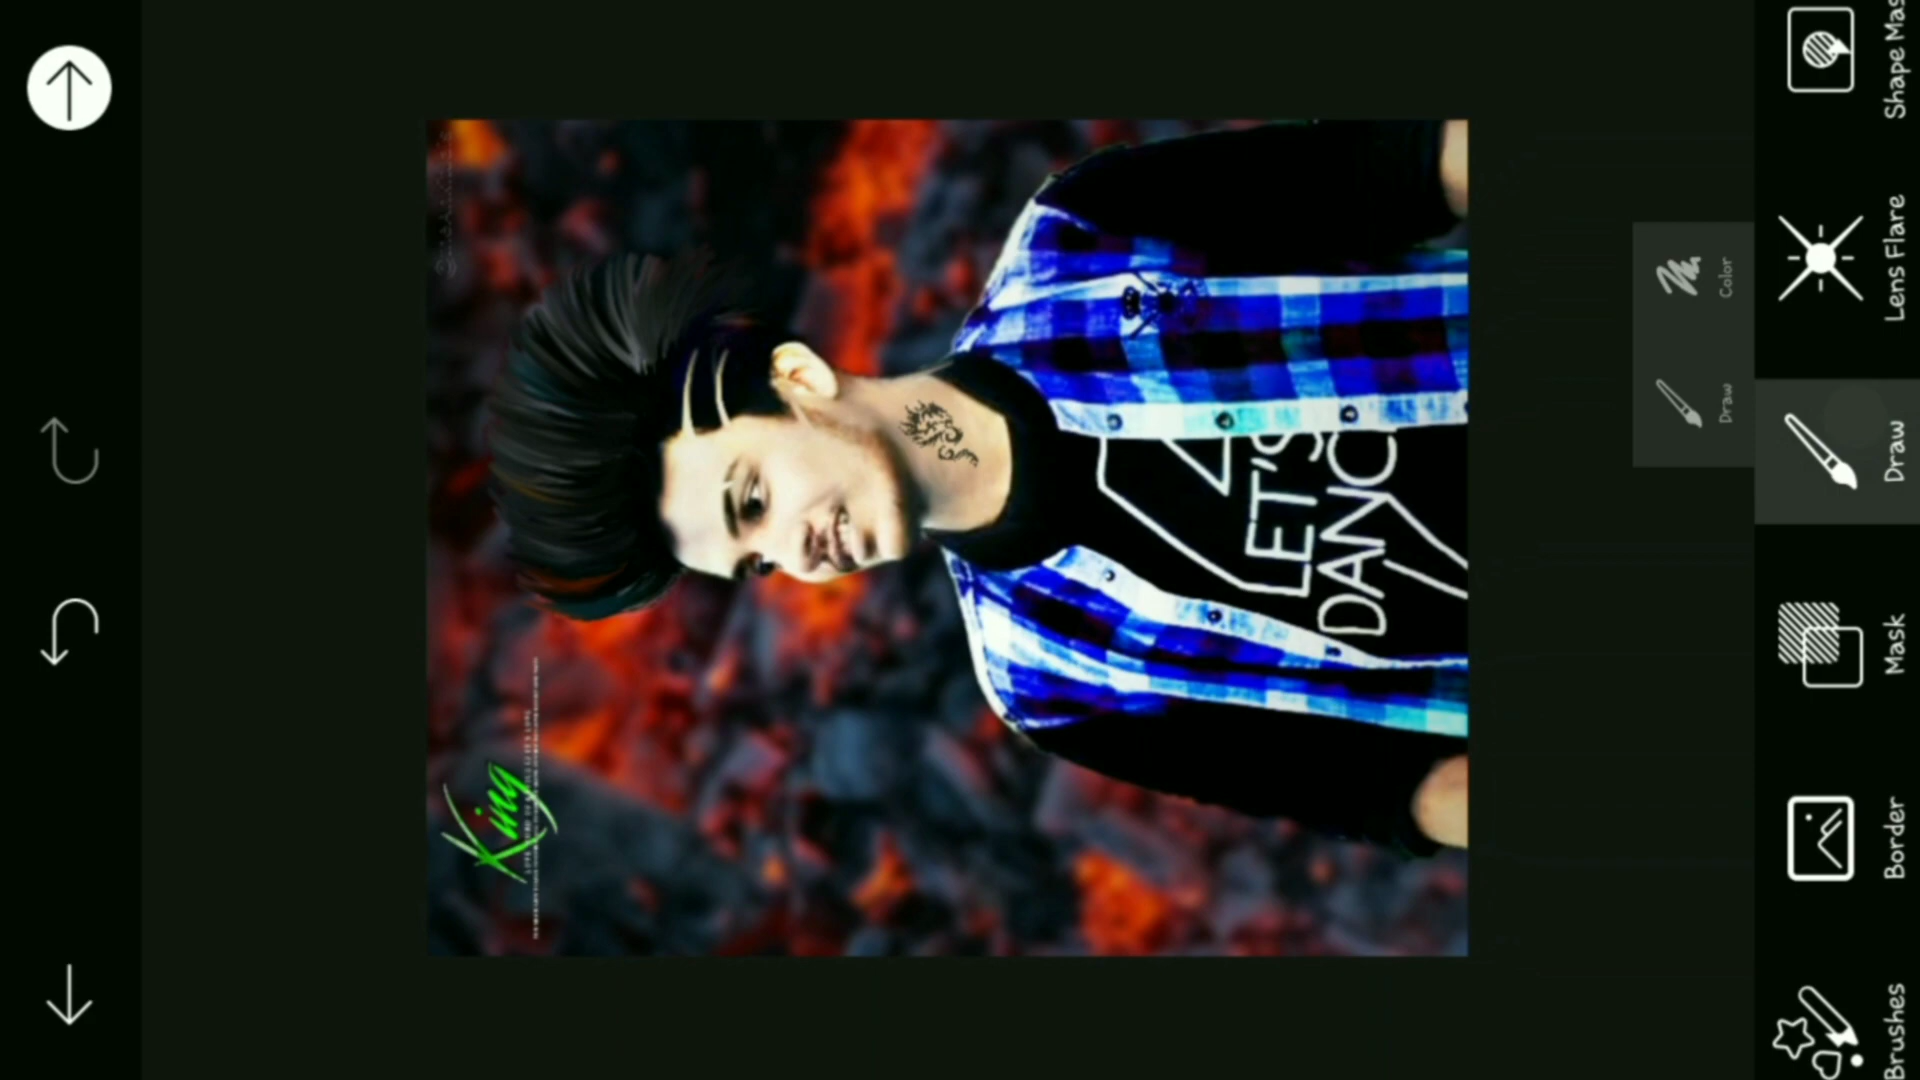 King
LET'S
DANC
Color
Draw
Shape Mas
Lens Flare
Draw
Mask
Border
Brushes